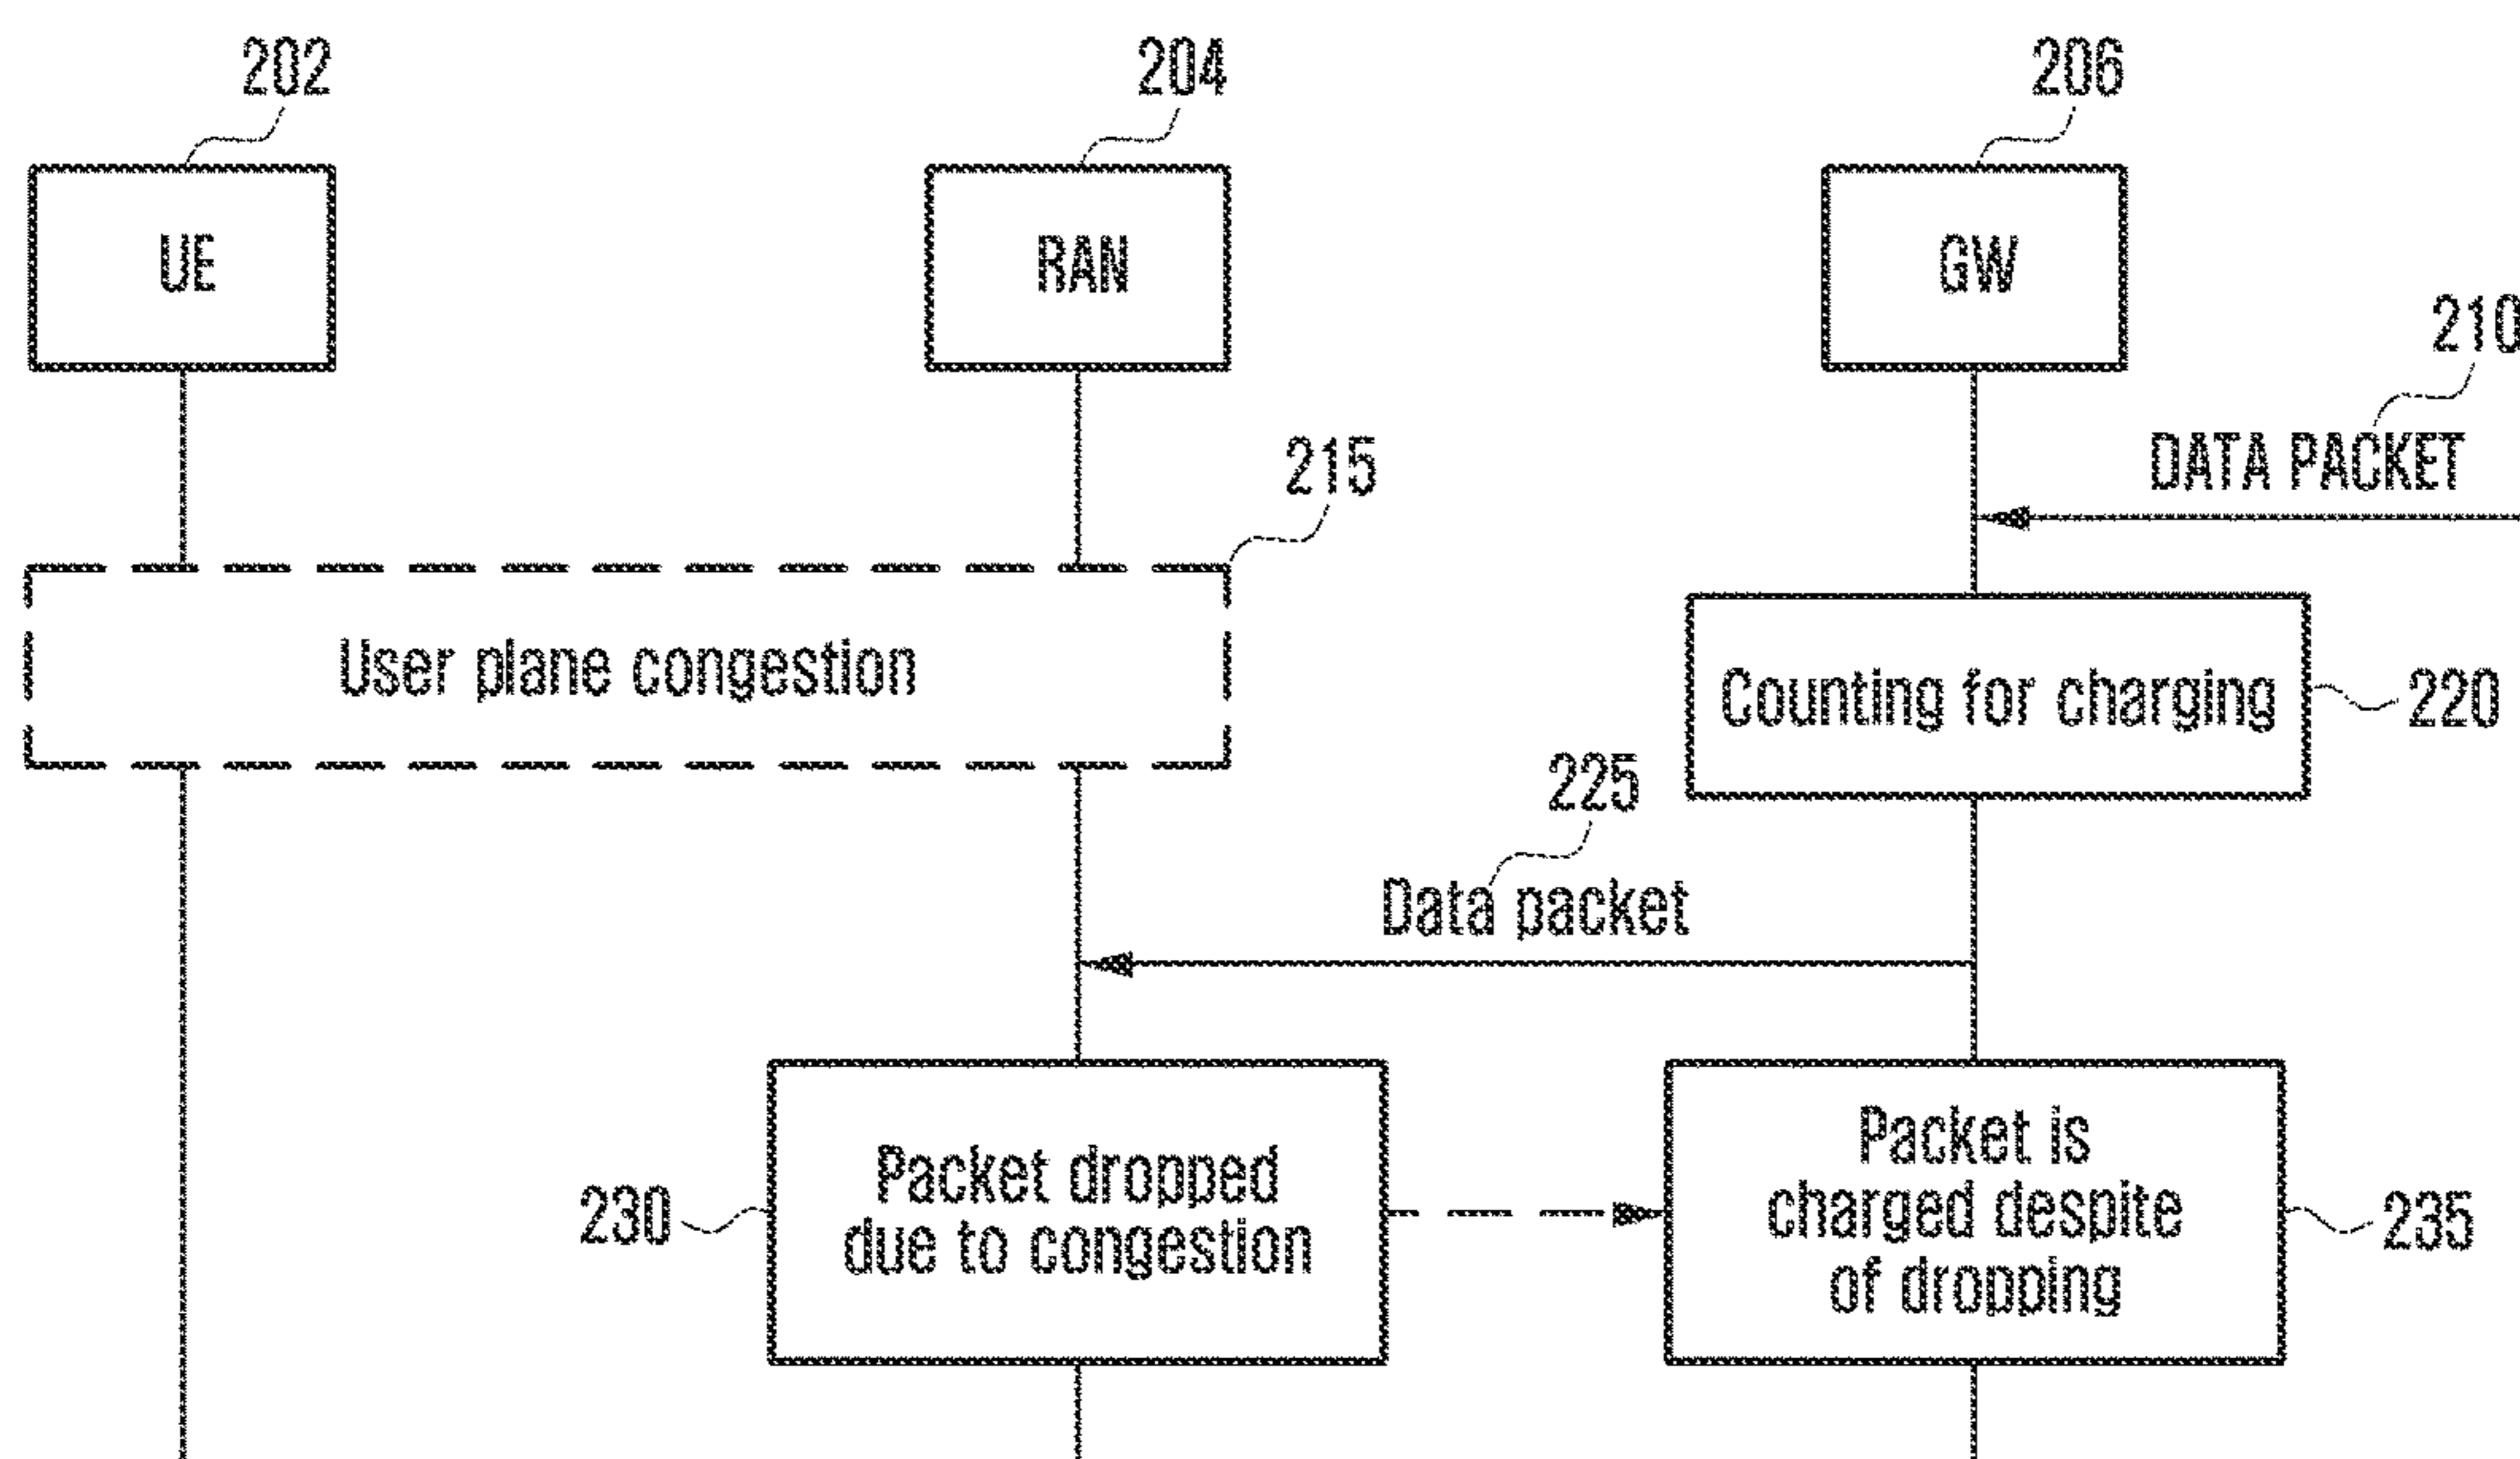 202
204
206
UE
RAN
GW
210
DATA PACKET
215
User plane congestion
Counting for charging
220
225
Data packet
230
Packet dropped
due to congestion
Packet is
charged despite
of dropping
235